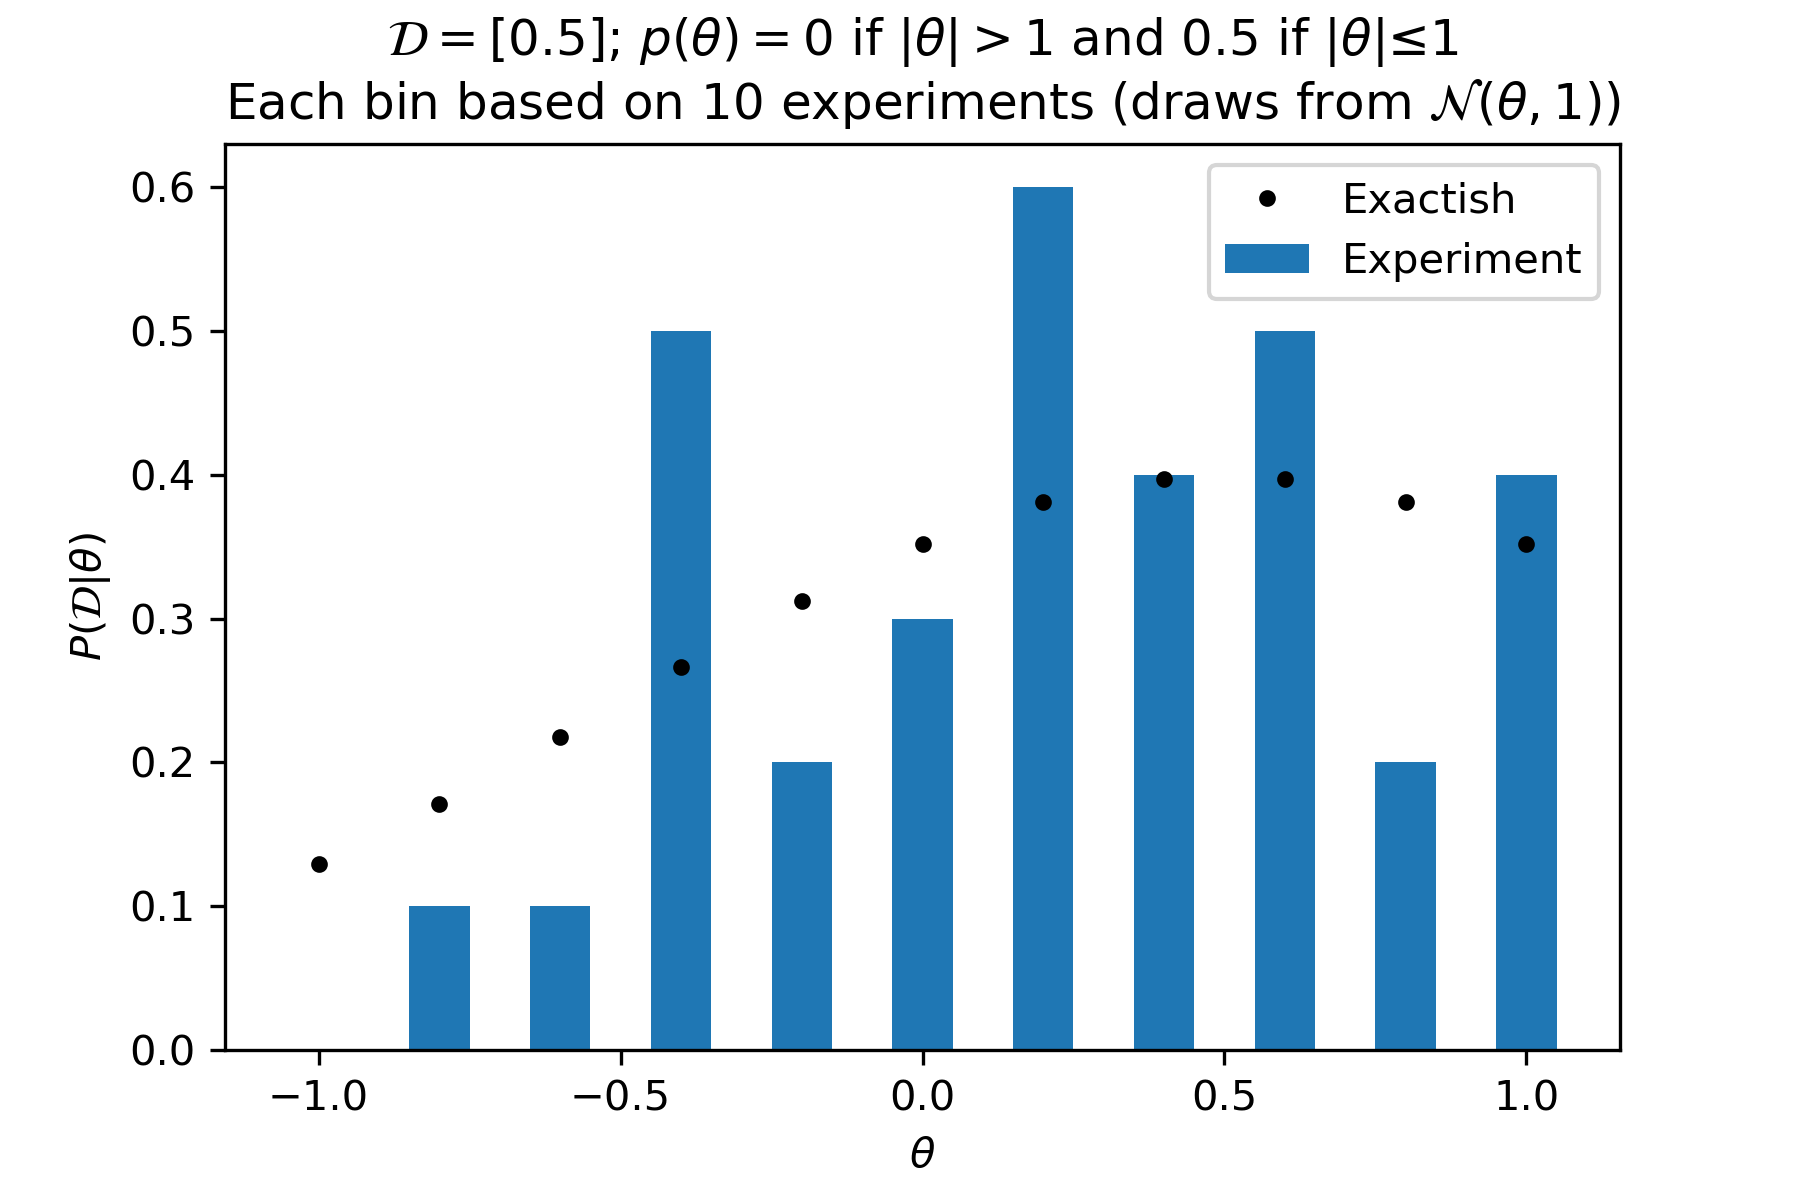 𝒟 = [0.5]; p(θ) = 0 if |θ| > 1 and 0.5 if |θ|≤1
Each bin based on 10 experiments (draws from 𝒩(θ, 1))
Exactish
Experiment
P(𝒟|θ)
0.6
0.5
0.4
0.3
0.2
0.1
0.0
−1.0 −0.5 0.0 0.5 1.0
θ